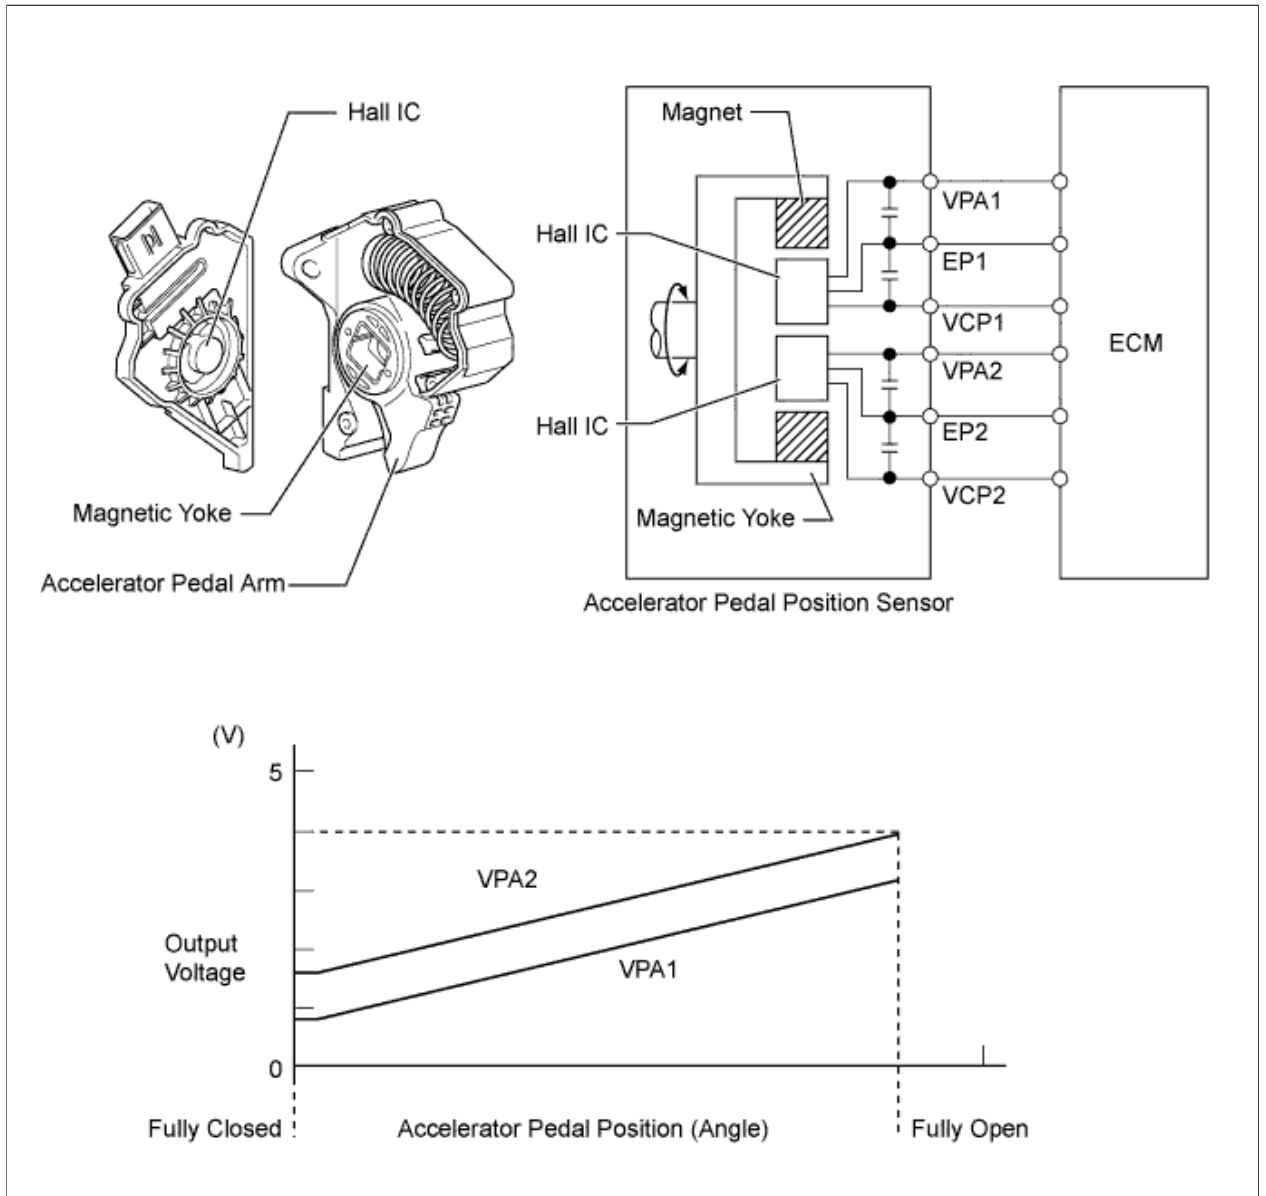 Hall IC
Magnetic Yoke
Accelerator Pedal Arm
Magnet
Hall IC
Hall IC
Magnetic Yoke
VPA1
EP1
VCP1
VPA2
EP2
VCP2
ECM
Accelerator Pedal Position Sensor
(V)
5
VPA2
Output
Voltage
VPA1
0
Fully Closed
Accelerator Pedal Position (Angle)
Fully Open